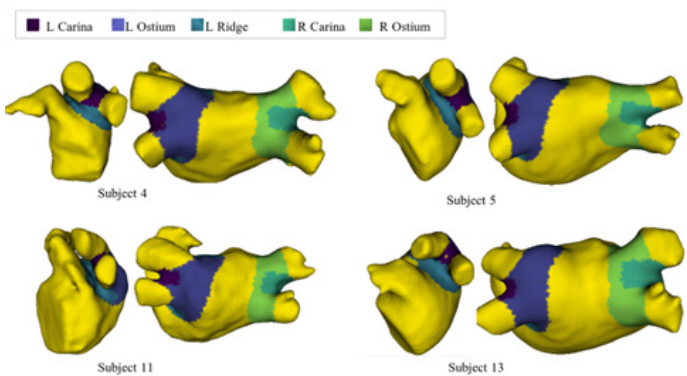 L Carina L Ostium L Ridge R Carina R Ostium
Subject 4
Subject 5
Subject 11
Subject 13